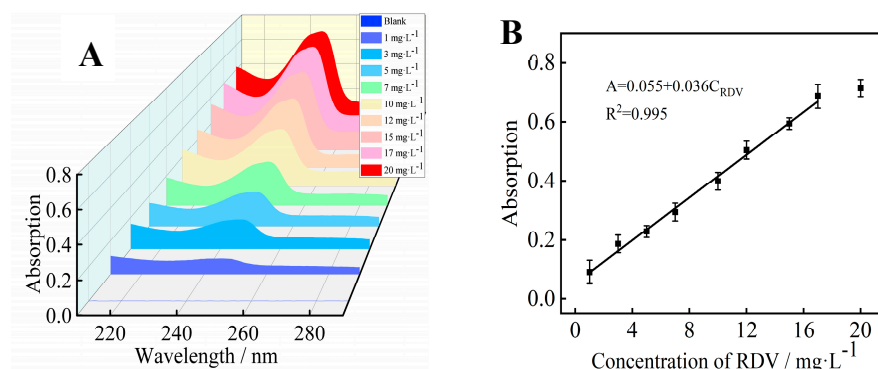 A
Blank
1 mg·L⁻¹
3 mg·L⁻¹
5 mg·L⁻¹
7 mg·L⁻¹
10 mg·L⁻¹
12 mg·L⁻¹
15 mg·L⁻¹
17 mg·L⁻¹
20 mg·L⁻¹
0.8
0.6
0.4
0.2
0.0
Absorption
220 240 260 280
Wavelength / nm
B
A=0.055+0.036C_RDV
R²=0.995
0.8
0.6
0.4
0.2
0.0
Absorption
0 4 8 12 16 20
Concentration of RDV / mg·L⁻¹